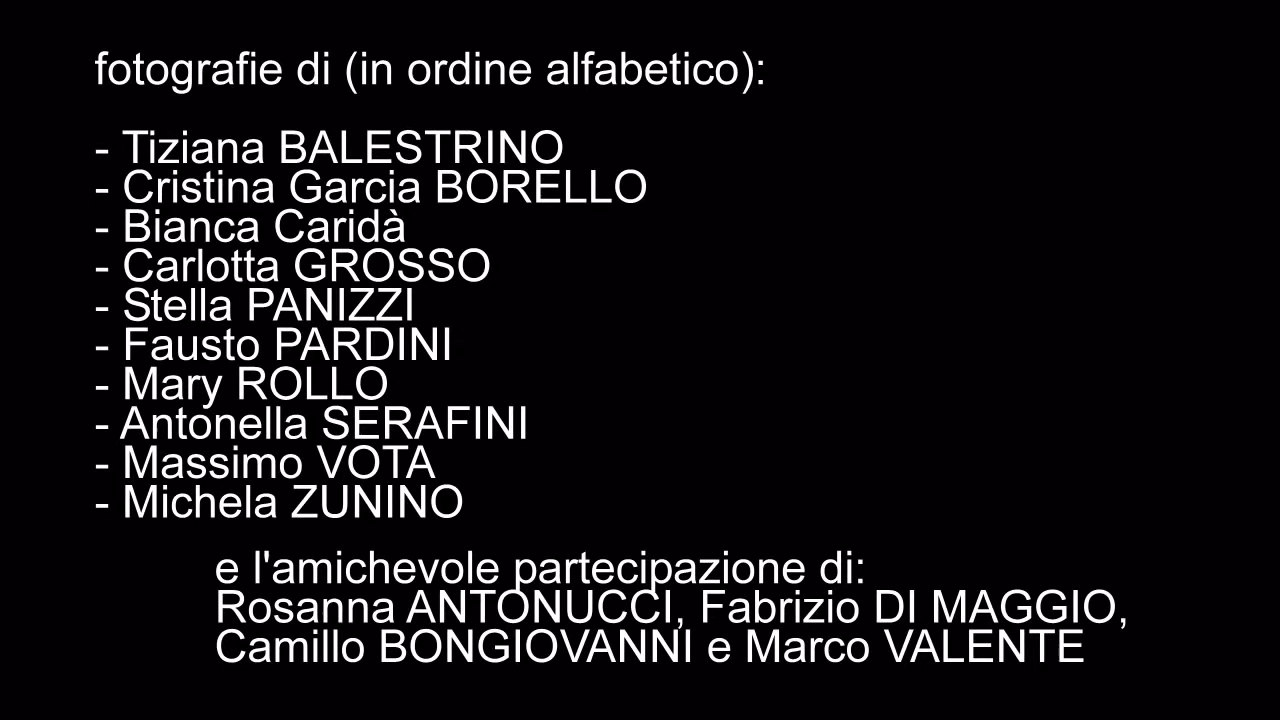 fotografie di (in ordine alfabetico):
- Tiziana BALESTRINO
- Cristina Garcia BORELLO
- Bianca Caridà
- Carlotta GROSSO
- Stella PANIZZI
- Fausto PARDINI
- Mary ROLLO
- Antonella SERAFINI
- Massimo VOTA
- Michela ZUNINO
e l'amichevole partecipazione di:
Rosanna ANTONUCCI, Fabrizio DI MAGGIO,
Camillo BONGIOVANNI e Marco VALENTE